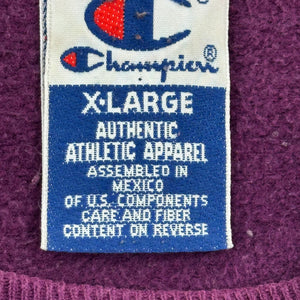 Champion®
X-LARGE
AUTHENTIC
ATHLETIC APPAREL
ASSEMBLED IN
MEXICO
OF U.S. COMPONENTS
CARE AND FIBER
CONTENT ON REVERSE